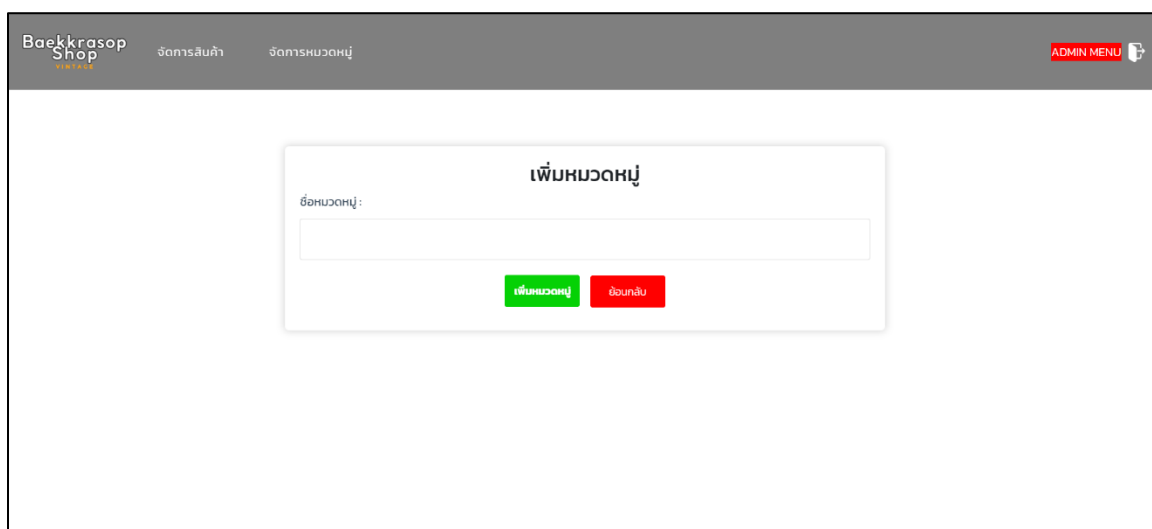 Baekkrasop
Shop
VINTAGE
จัดการสินค้า
จัดการหมวดหมู่
ADMIN MENU
เพิ่มหมวดหมู่
ชื่อหมวดหมู่ :
เพิ่มหมวดหมู่
ย้อนกลับ